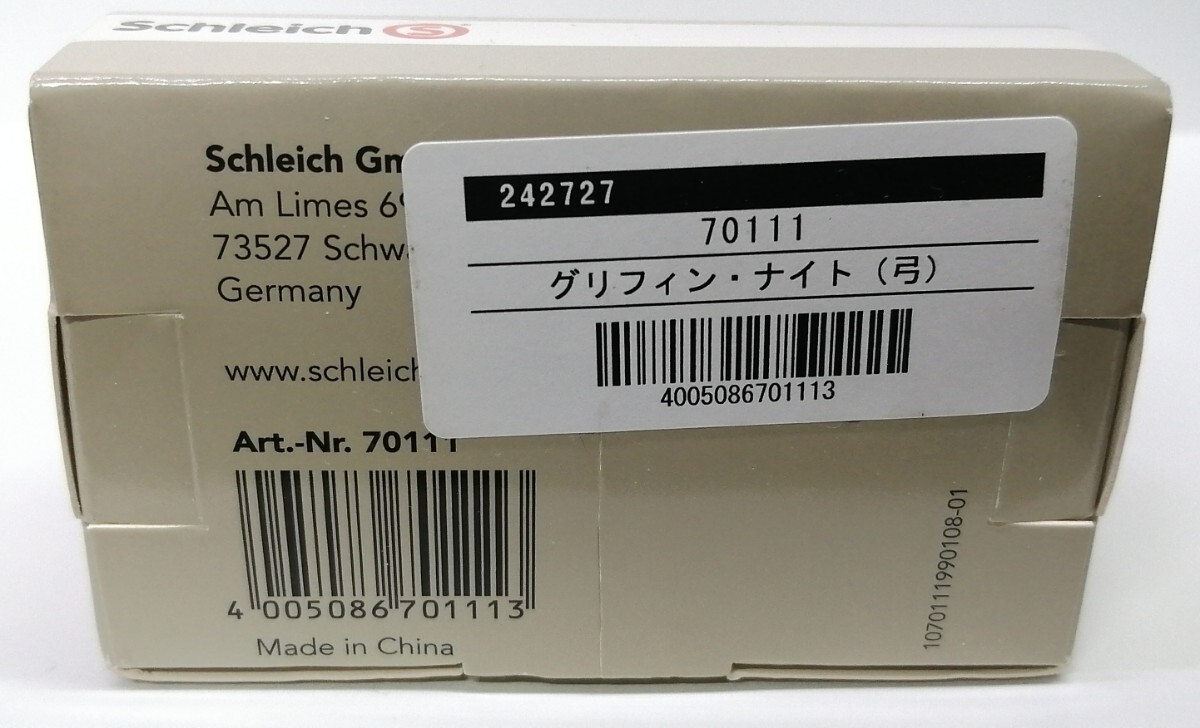 Schleich S
Schleich Gm
Am Limes 69
73527 Schw
Germany
www.schleich
Art.-Nr. 70111
4 005086 701113
Made in China
242727
70111
グリフィン・ナイト（弓）
4005086701113
1070111990108-01